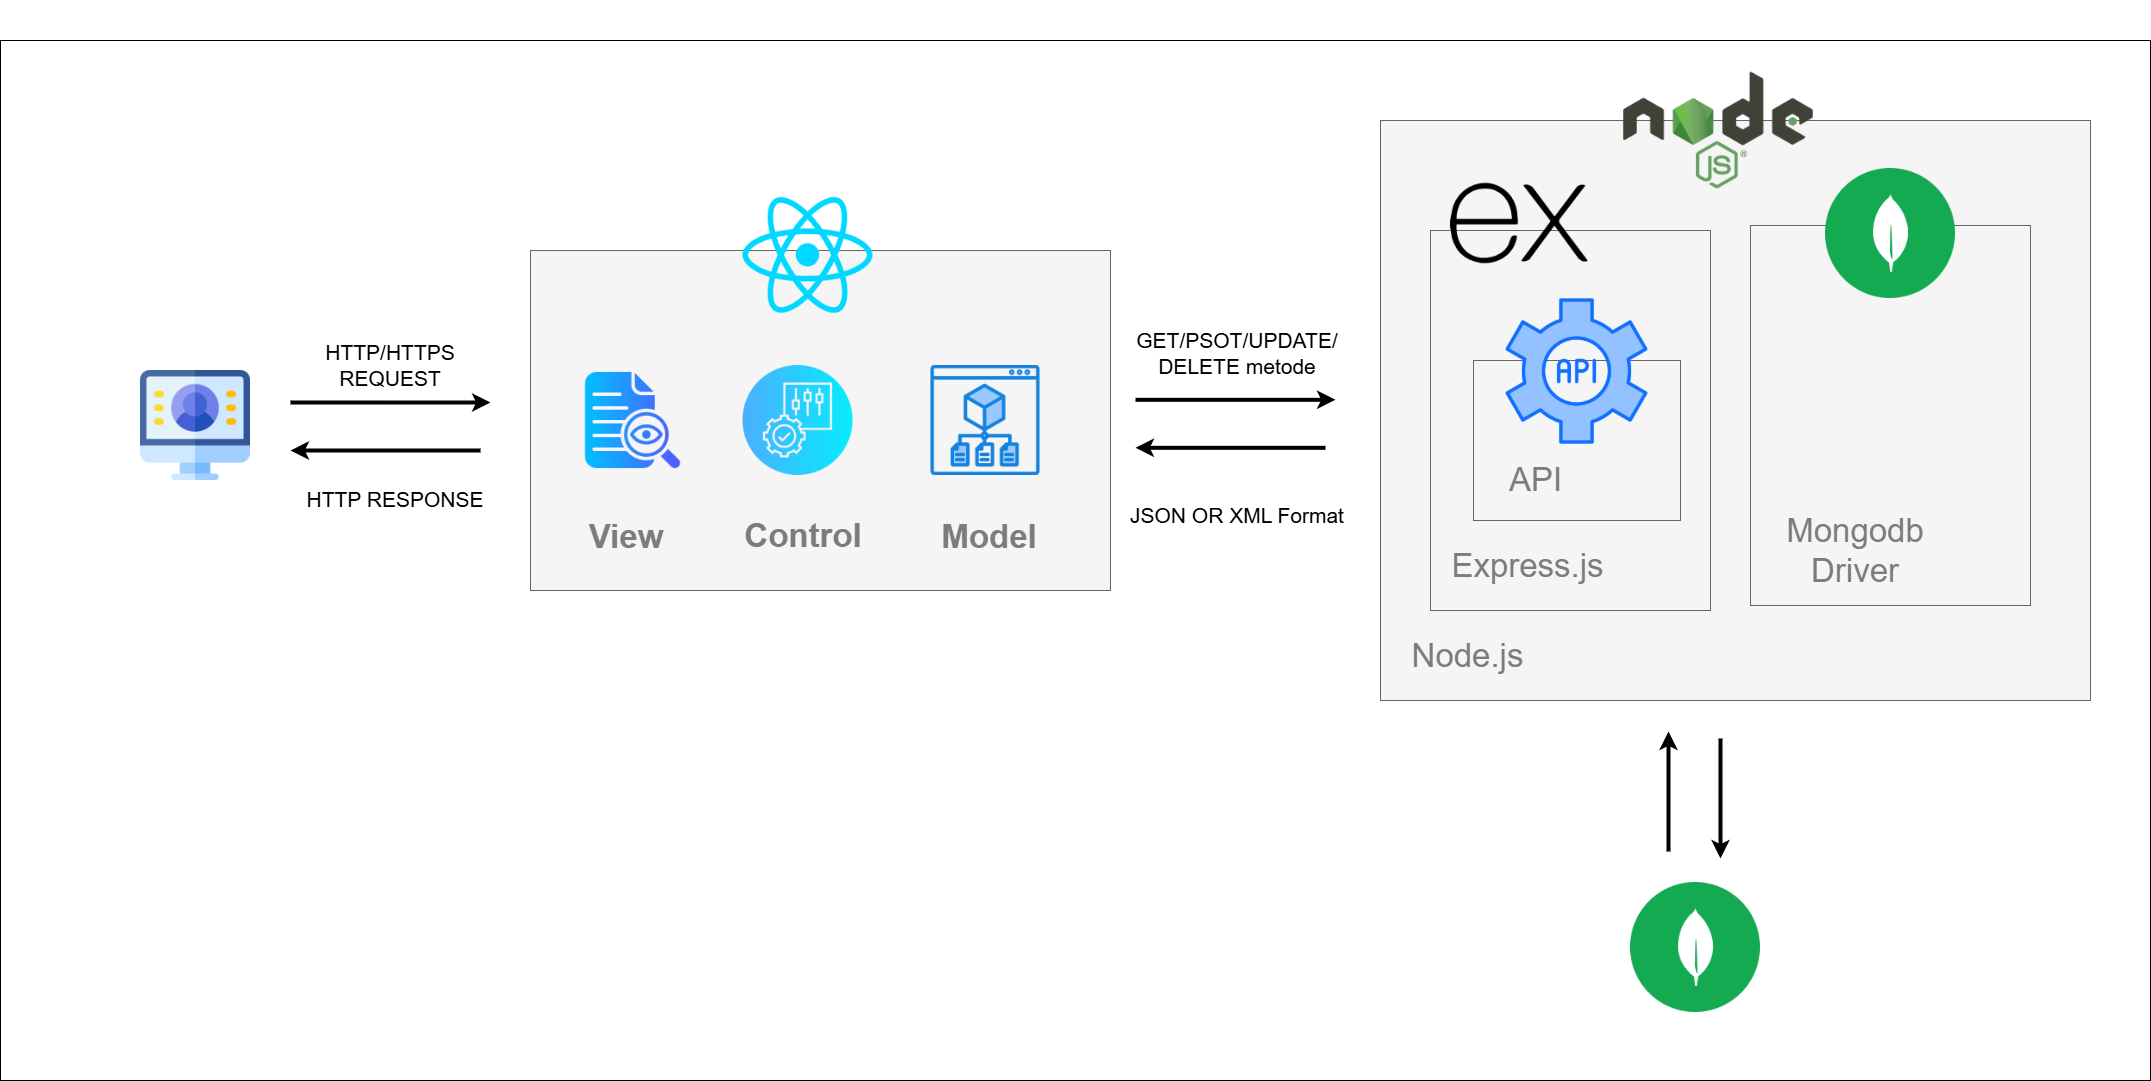 node
JS
ex
HTTP/HTTPS
REQUEST
HTTP RESPONSE
View
Control
Model
GET/PSOT/UPDATE/
DELETE metode
JSON OR XML Format
API
API
Express.js
Mongodb
Driver
Node.js